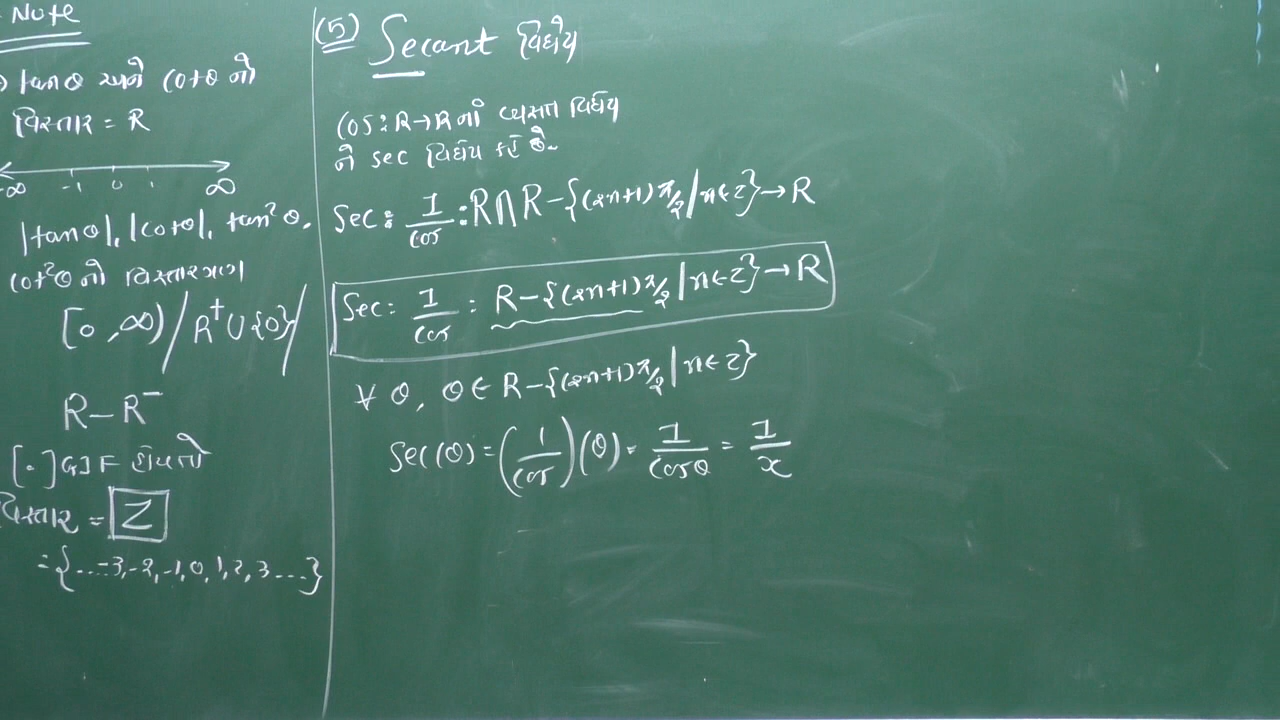 Note
tanθ અને cotθ નો
વિસ્તાર = R
-∞ -1 0 1 ∞
|tanθ|, |cotθ|, tan²θ,
cot²θ નો વિસ્તારગણ
[0, ∞) / R⁺ ∪ {0} /
R - R⁻
[.] GIF હોય તો
વિસ્તાર = Z
= {...-3, -2, -1, 0, 1, 2, 3 ...}
(5) Secant વિધેય
cos : R → R ના વ્યસ્ત વિધેય
ને sec વિધેય કહે છે.
Sec : 1/cos : R ∩ R - {(2n+1) π/2 | n ∈ Z} → R
Sec : 1/cos : R - {(2n+1) π/2 | n ∈ Z} → R
∀ θ, θ ∈ R - {(2n+1) π/2 | n ∈ Z}
Sec(θ) = (1/cos)(θ) = 1/cosθ = 1/x